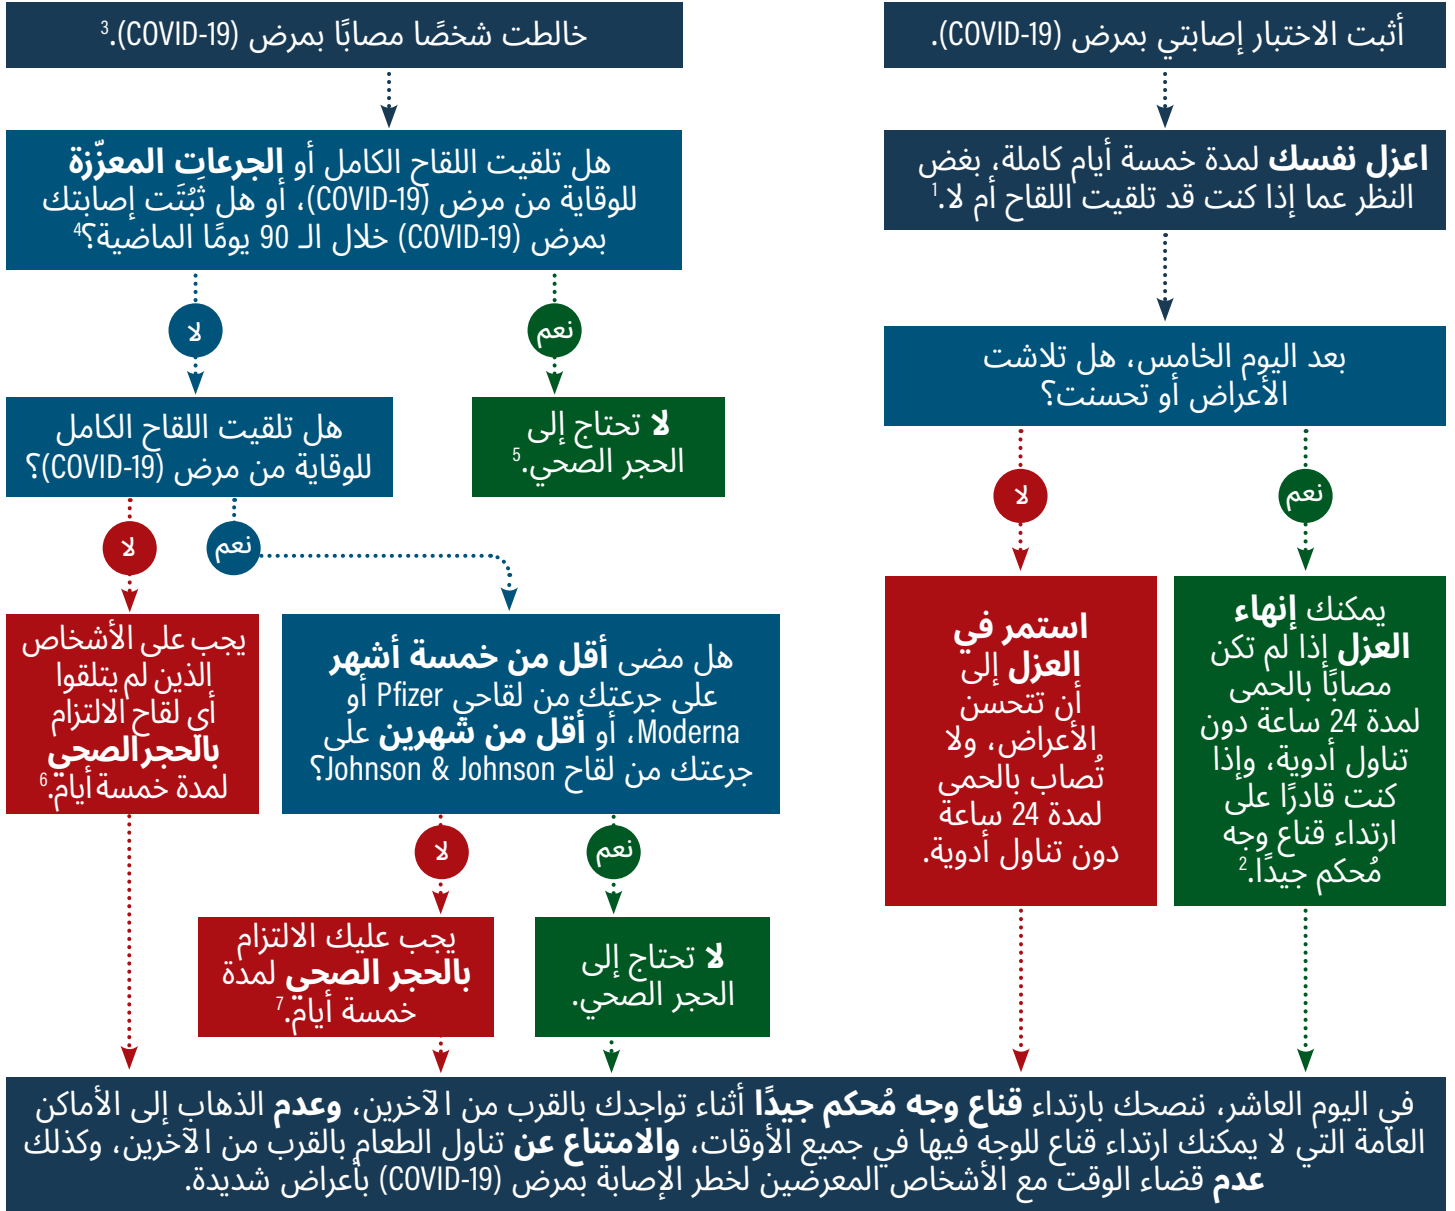 أثبت الاختبار إصابتي بمرض (COVID-19).
اعزل نفسك لمدة خمسة أيام كاملة، بغض
النظر عما إذا كنت قد تلقيت اللقاح أم لا.1
بعد اليوم الخامس، هل تلاشت
الأعراض أو تحسنت؟
نعم
لا
يمكنك إنهاء
العزل إذا لم تكن
مصابًا بالحمى
لمدة 24 ساعة دون
تناول أدوية، وإذا
كنت قادرًا على
ارتداء قناع وجه
مُحكم جيدًا.2
استمر في
العزل إلى
أن تتحسن
الأعراض، ولا
تُصاب بالحمى
لمدة 24 ساعة
دون تناول أدوية.
خالطت شخصًا مصابًا بمرض (COVID-19).3
هل تلقيت اللقاح الكامل أو الجرعاتِ المعزّزة
للوقاية من مرض (COVID-19)، أو هل ثبُتَت إصابتك
بمرض (COVID-19) خلال الـ 90 يومًا الماضية؟4
نعم
لا
لا تحتاج إلى
الحجر الصحي.5
هل تلقيت اللقاح الكامل
للوقاية من مرض (COVID-19)؟
نعم
لا
هل مضى أقل من خمسة أشهر
على جرعتك من لقاحي Pfizer أو
Moderna، أو أقل من شهرين على
جرعتك من لقاح Johnson & Johnson؟
يجب على الأشخاص
الذين لم يتلقوا
أي لقاح الالتزام
بالحجرالصحي
لمدة خمسة أيام.6
نعم
لا
لا تحتاج إلى
الحجر الصحي.
يجب عليك الالتزام
بالحجر الصحي لمدة
خمسة أيام.7
في اليوم العاشر، ننصحك بارتداء قناع وجه مُحكم جيدًا أثناء تواجدك بالقرب من الآخرين، وعدم الذهاب إلى الأماكن
العامة التي لا يمكنك ارتداء قناع للوجه فيها في جميع الأوقات، والامتناع عن تناول الطعام بالقرب من الآخرين، وكذلك
عدم قضاء الوقت مع الأشخاص المعرضين لخطر الإصابة بمرض (COVID-19) بأعراض شديدة.